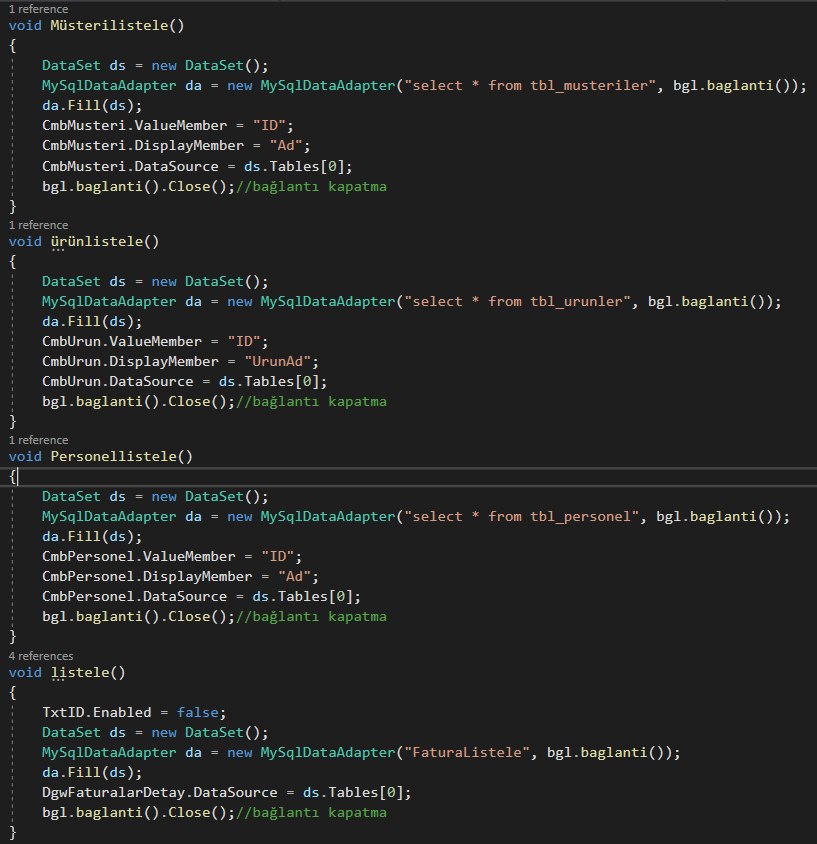 1 reference
void Müsterilistele()
{
DataSet ds = new DataSet();
MySqlDataAdapter da = new MySqlDataAdapter("select * from tbl_musteriler", bgl.baglanti());
da.Fill(ds);
CmbMusteri.ValueMember = "ID";
CmbMusteri.DisplayMember = "Ad";
CmbMusteri.DataSource = ds.Tables[0];
bgl.baglanti().Close();//bağlantı kapatma
}
1 reference
void ürünlistele()
{
DataSet ds = new DataSet();
MySqlDataAdapter da = new MySqlDataAdapter("select * from tbl_urunler", bgl.baglanti());
da.Fill(ds);
CmbUrun.ValueMember = "ID";
CmbUrun.DisplayMember = "UrunAd";
CmbUrun.DataSource = ds.Tables[0];
bgl.baglanti().Close();//bağlantı kapatma
}
1 reference
void Personellistele()
{
DataSet ds = new DataSet();
MySqlDataAdapter da = new MySqlDataAdapter("select * from tbl_personel", bgl.baglanti());
da.Fill(ds);
CmbPersonel.ValueMember = "ID";
CmbPersonel.DisplayMember = "Ad";
CmbPersonel.DataSource = ds.Tables[0];
bgl.baglanti().Close();//bağlantı kapatma
}
4 references
void listele()
{
TxtID.Enabled = false;
DataSet ds = new DataSet();
MySqlDataAdapter da = new MySqlDataAdapter("FaturaListele", bgl.baglanti());
da.Fill(ds);
DgwFaturalarDetay.DataSource = ds.Tables[0];
bgl.baglanti().Close();//bağlantı kapatma
}